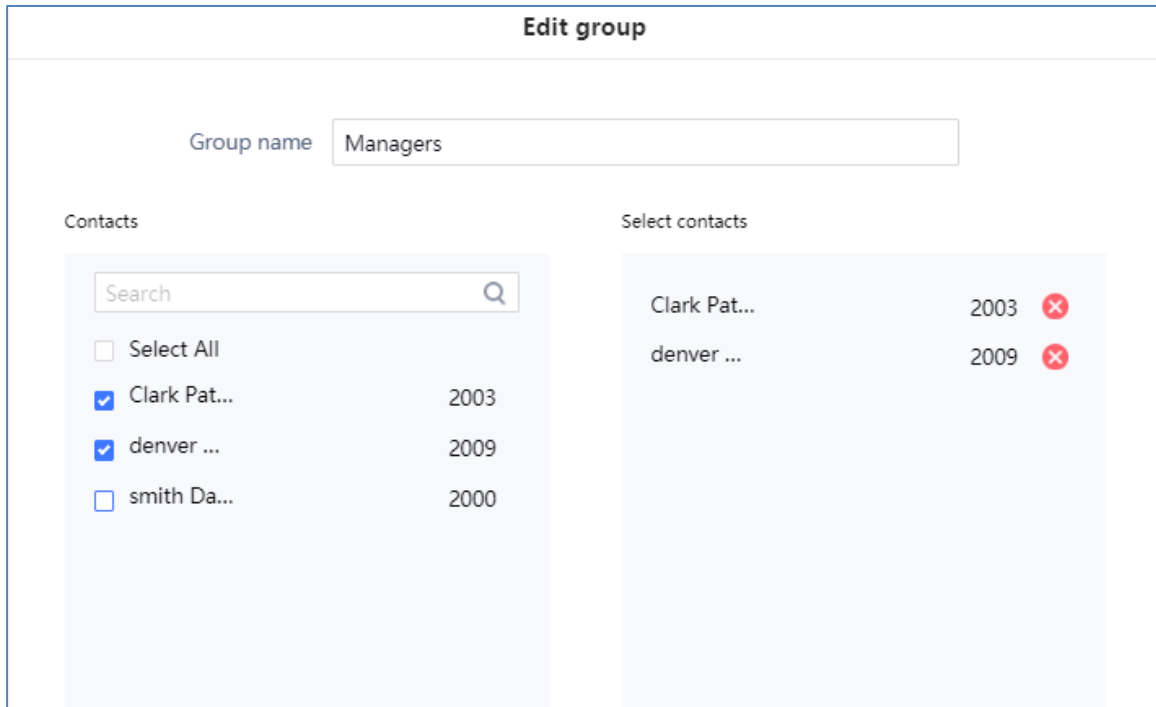 Edit group
Group name Managers
Contacts
Search
Select All
Clark Pat... 2003
denver ... 2009
smith Da... 2000
Select contacts
Clark Pat... 2003
denver ... 2009